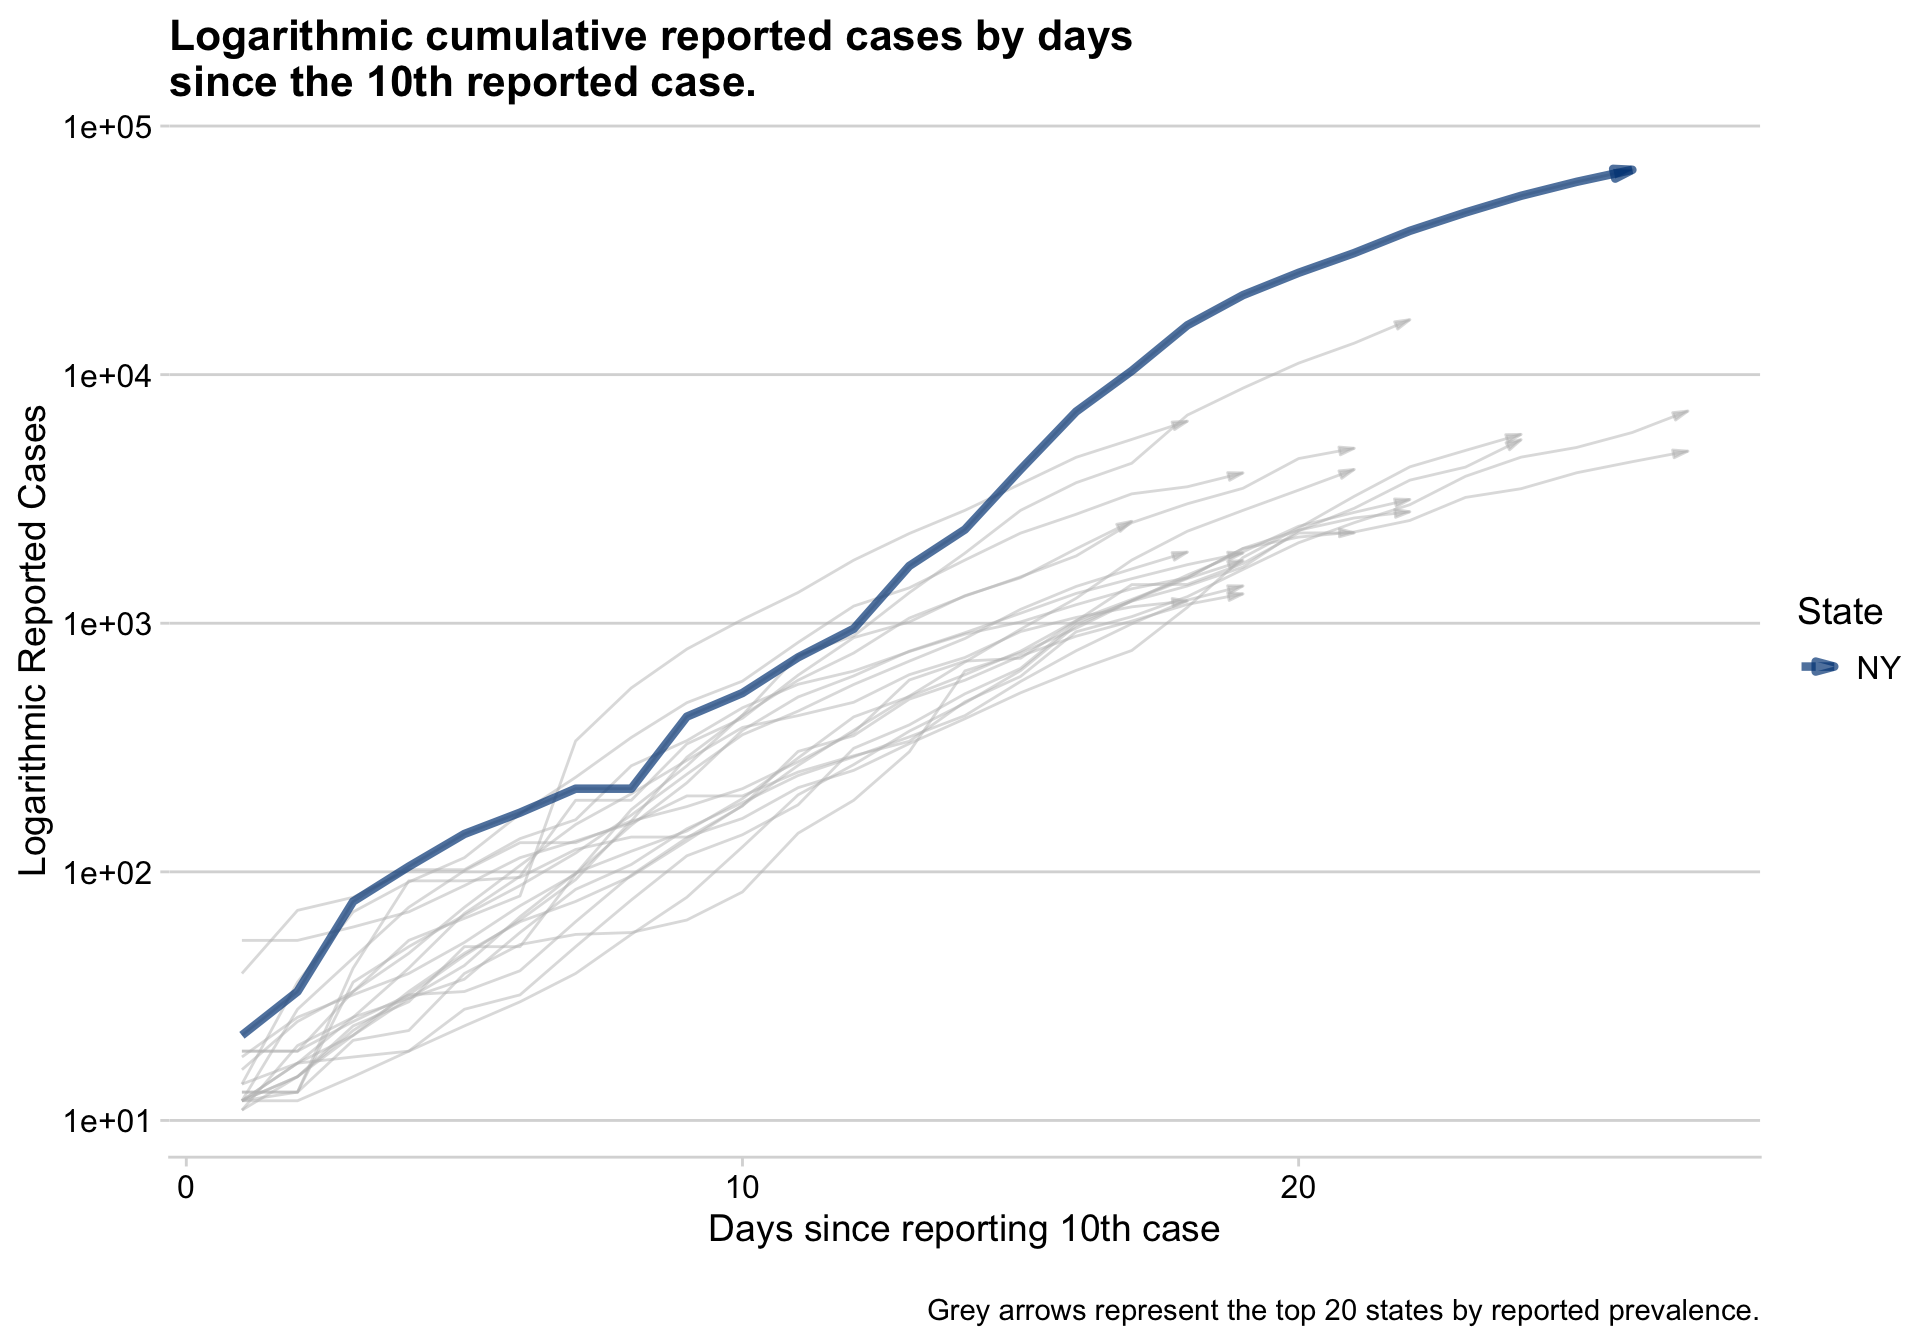 Logarithmic cumulative reported cases by days
since the 10th reported case.
1e+05
1e+04
1e+03
1e+02
1e+01
Logarithmic Reported Cases
0 10 20
Days since reporting 10th case
State
NY
Grey arrows represent the top 20 states by reported prevalence.